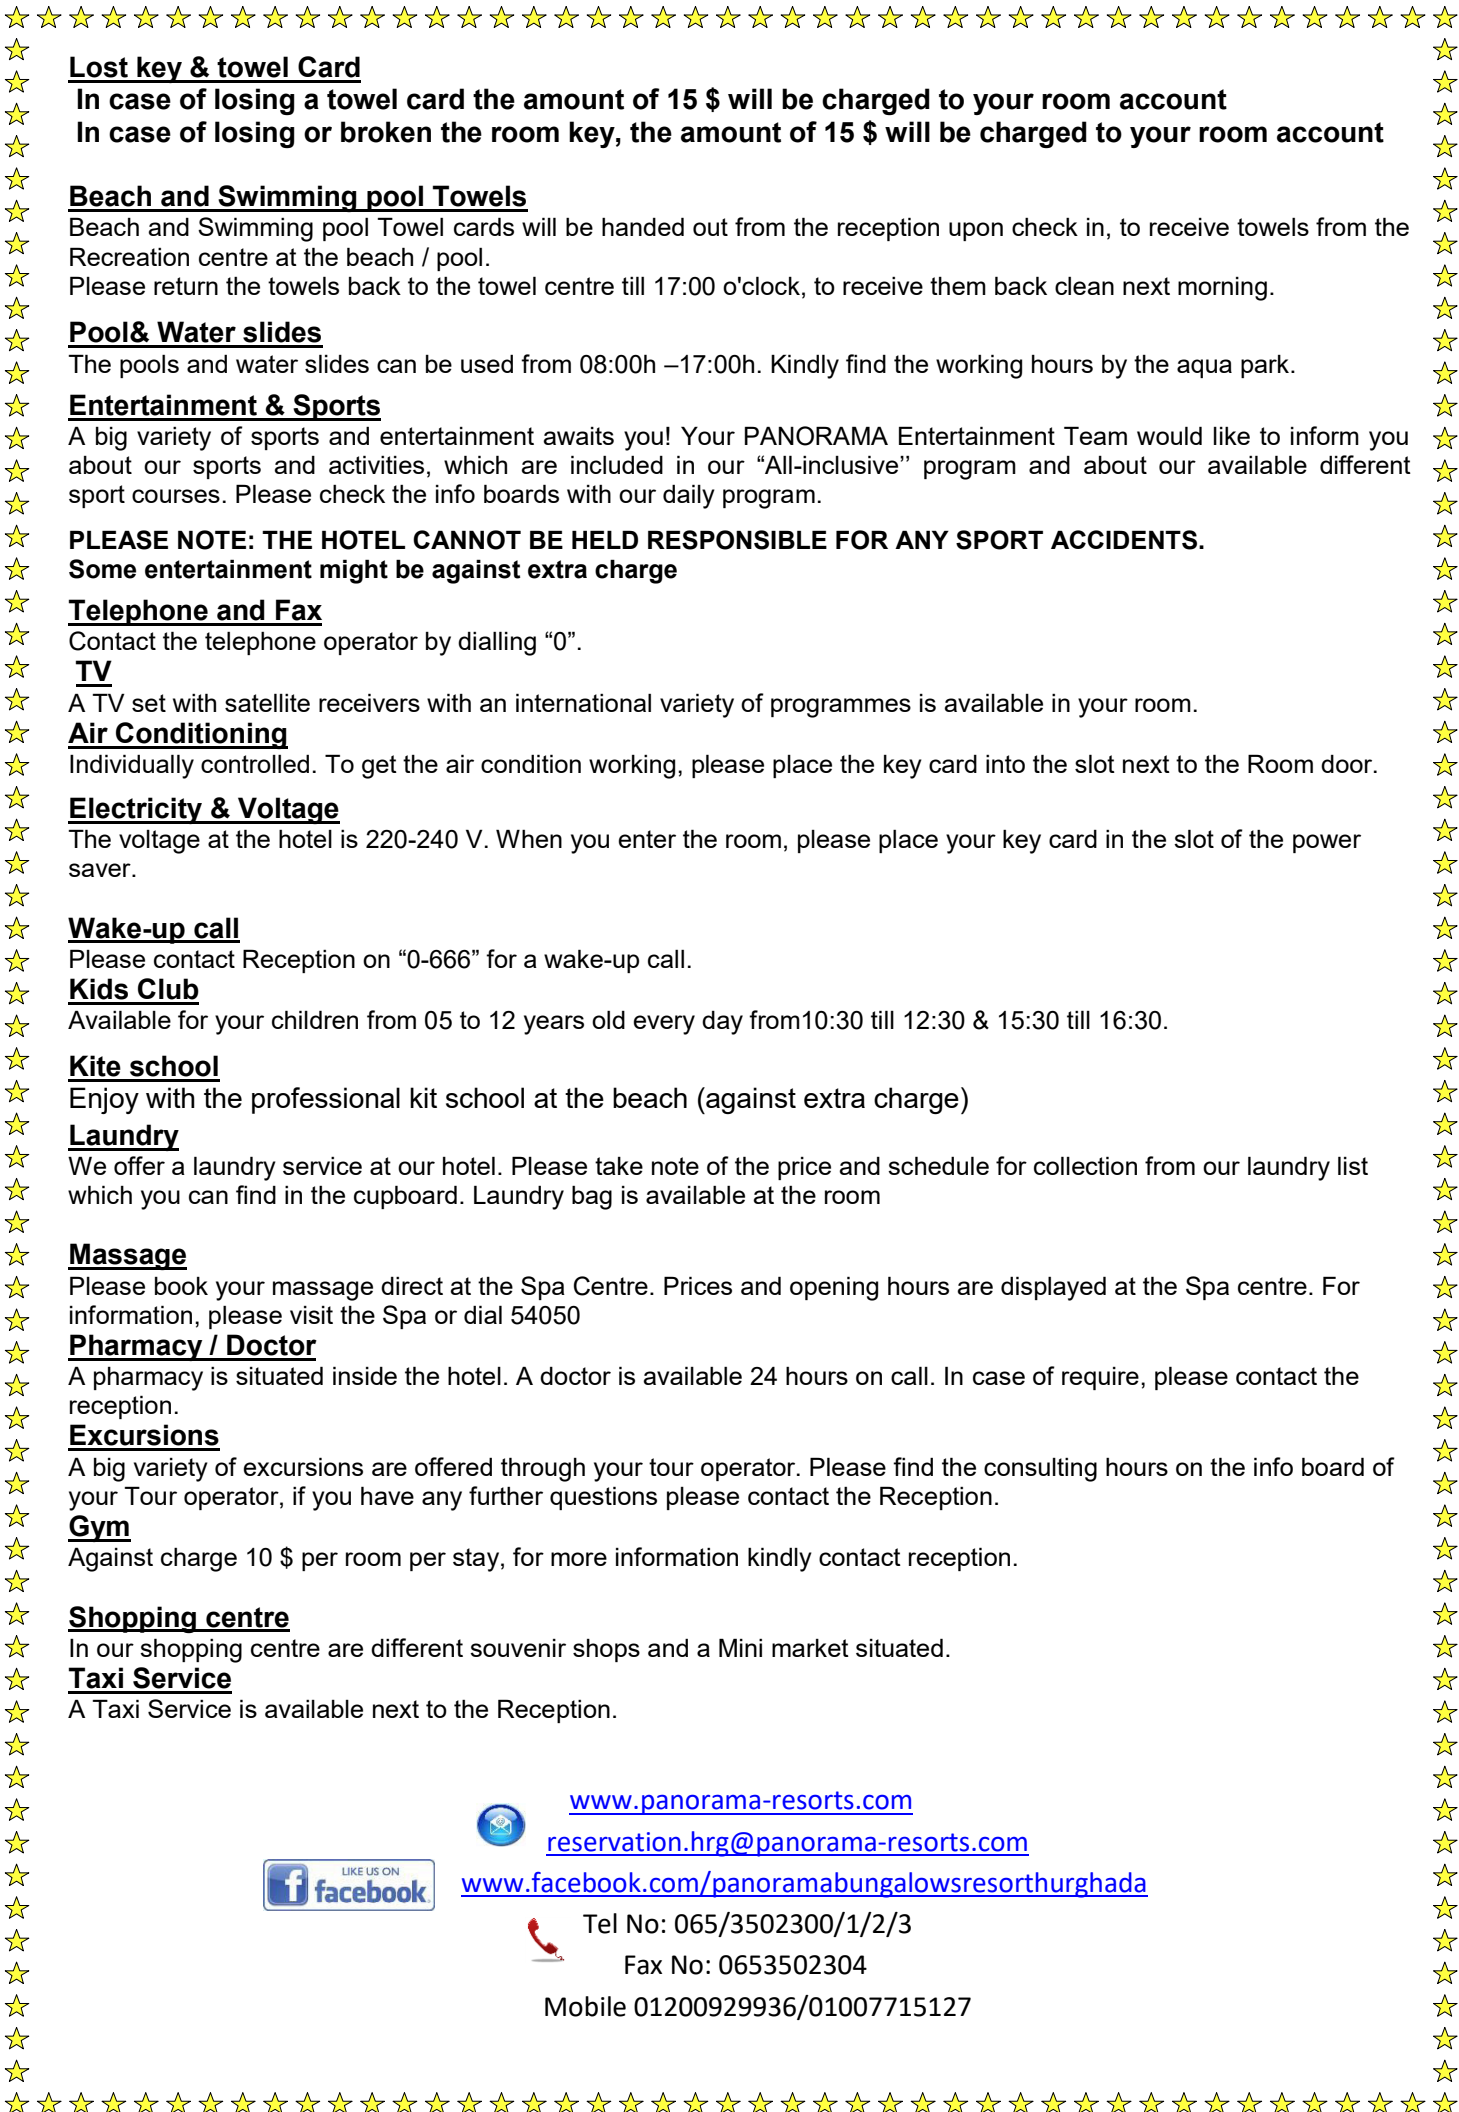 Lost key & towel Card
In case of losing a towel card the amount of 15 $ will be charged to your room account
In case of losing or broken the room key, the amount of 15 $ will be charged to your room account
Beach and Swimming pool Towels
Beach and Swimming pool Towel cards will be handed out from the reception upon check in, to receive towels from the
Recreation centre at the beach / pool.
Please return the towels back to the towel centre till 17:00 o'clock, to receive them back clean next morning.
Pool& Water slides
The pools and water slides can be used from 08:00h –17:00h. Kindly find the working hours by the aqua park.
Entertainment & Sports
A big variety of sports and entertainment awaits you! Your PANORAMA Entertainment Team would like to inform you
about our sports and activities, which are included in our “All-inclusive’’ program and about our available different
sport courses. Please check the info boards with our daily program.
PLEASE NOTE: THE HOTEL CANNOT BE HELD RESPONSIBLE FOR ANY SPORT ACCIDENTS.
Some entertainment might be against extra charge
Telephone and Fax
Contact the telephone operator by dialling “0”.
TV
A TV set with satellite receivers with an international variety of programmes is available in your room.
Air Conditioning
Individually controlled. To get the air condition working, please place the key card into the slot next to the Room door.
Electricity & Voltage
The voltage at the hotel is 220-240 V. When you enter the room, please place your key card in the slot of the power
saver.
Wake-up call
Please contact Reception on “0-666” for a wake-up call.
Kids Club
Available for your children from 05 to 12 years old every day from10:30 till 12:30 & 15:30 till 16:30.
Kite school
Enjoy with the professional kit school at the beach (against extra charge)
Laundry
We offer a laundry service at our hotel. Please take note of the price and schedule for collection from our laundry list
which you can find in the cupboard. Laundry bag is available at the room
Massage
Please book your massage direct at the Spa Centre. Prices and opening hours are displayed at the Spa centre. For
information, please visit the Spa or dial 54050
Pharmacy / Doctor
A pharmacy is situated inside the hotel. A doctor is available 24 hours on call. In case of require, please contact the
reception.
Excursions
A big variety of excursions are offered through your tour operator. Please find the consulting hours on the info board of
your Tour operator, if you have any further questions please contact the Reception.
Gym
Against charge 10 $ per room per stay, for more information kindly contact reception.
Shopping centre
In our shopping centre are different souvenir shops and a Mini market situated.
Taxi Service
A Taxi Service is available next to the Reception.
www.panorama-resorts.com
reservation.hrg@panorama-resorts.com
LIKE US ON
facebook.
www.facebook.com/panoramabungalowsresorthurghada
Tel No: 065/3502300/1/2/3
Fax No: 0653502304
Mobile 01200929936/01007715127